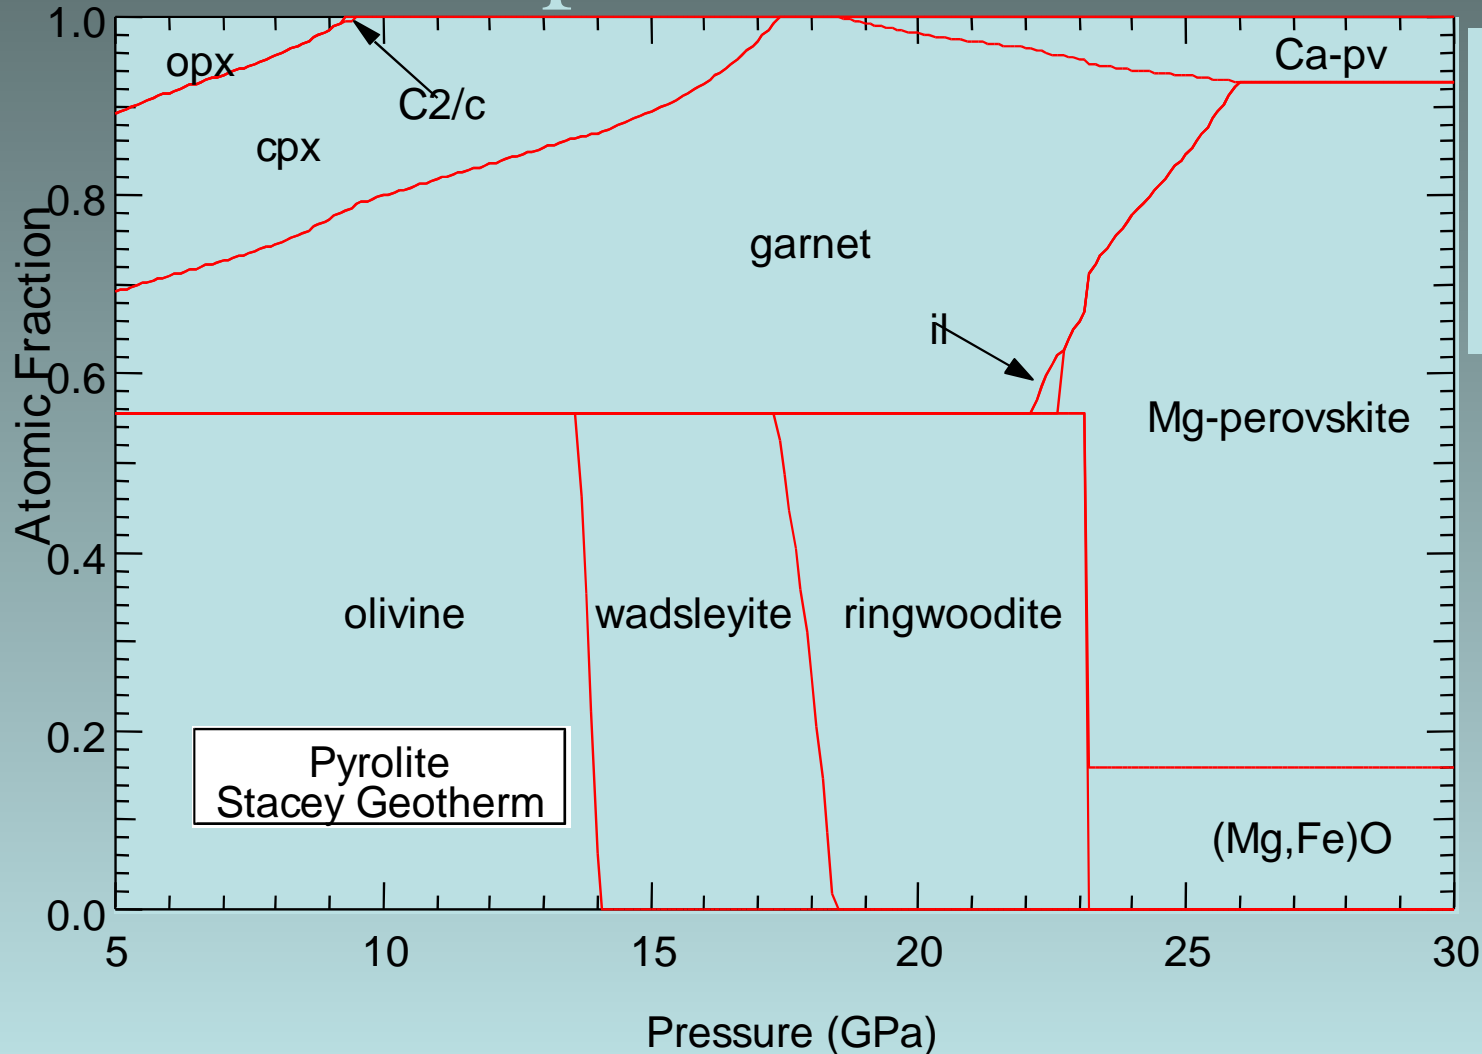 1.0
0.8
0.6
0.4
0.2
0.0
Atomic Fraction
opx
C2/c
cpx
Ca-pv
garnet
il
Mg-perovskite
olivine
wadsleyite
ringwoodite
Pyrolite
Stacey Geotherm
(Mg,Fe)O
5
10
15
20
25
30
Pressure (GPa)